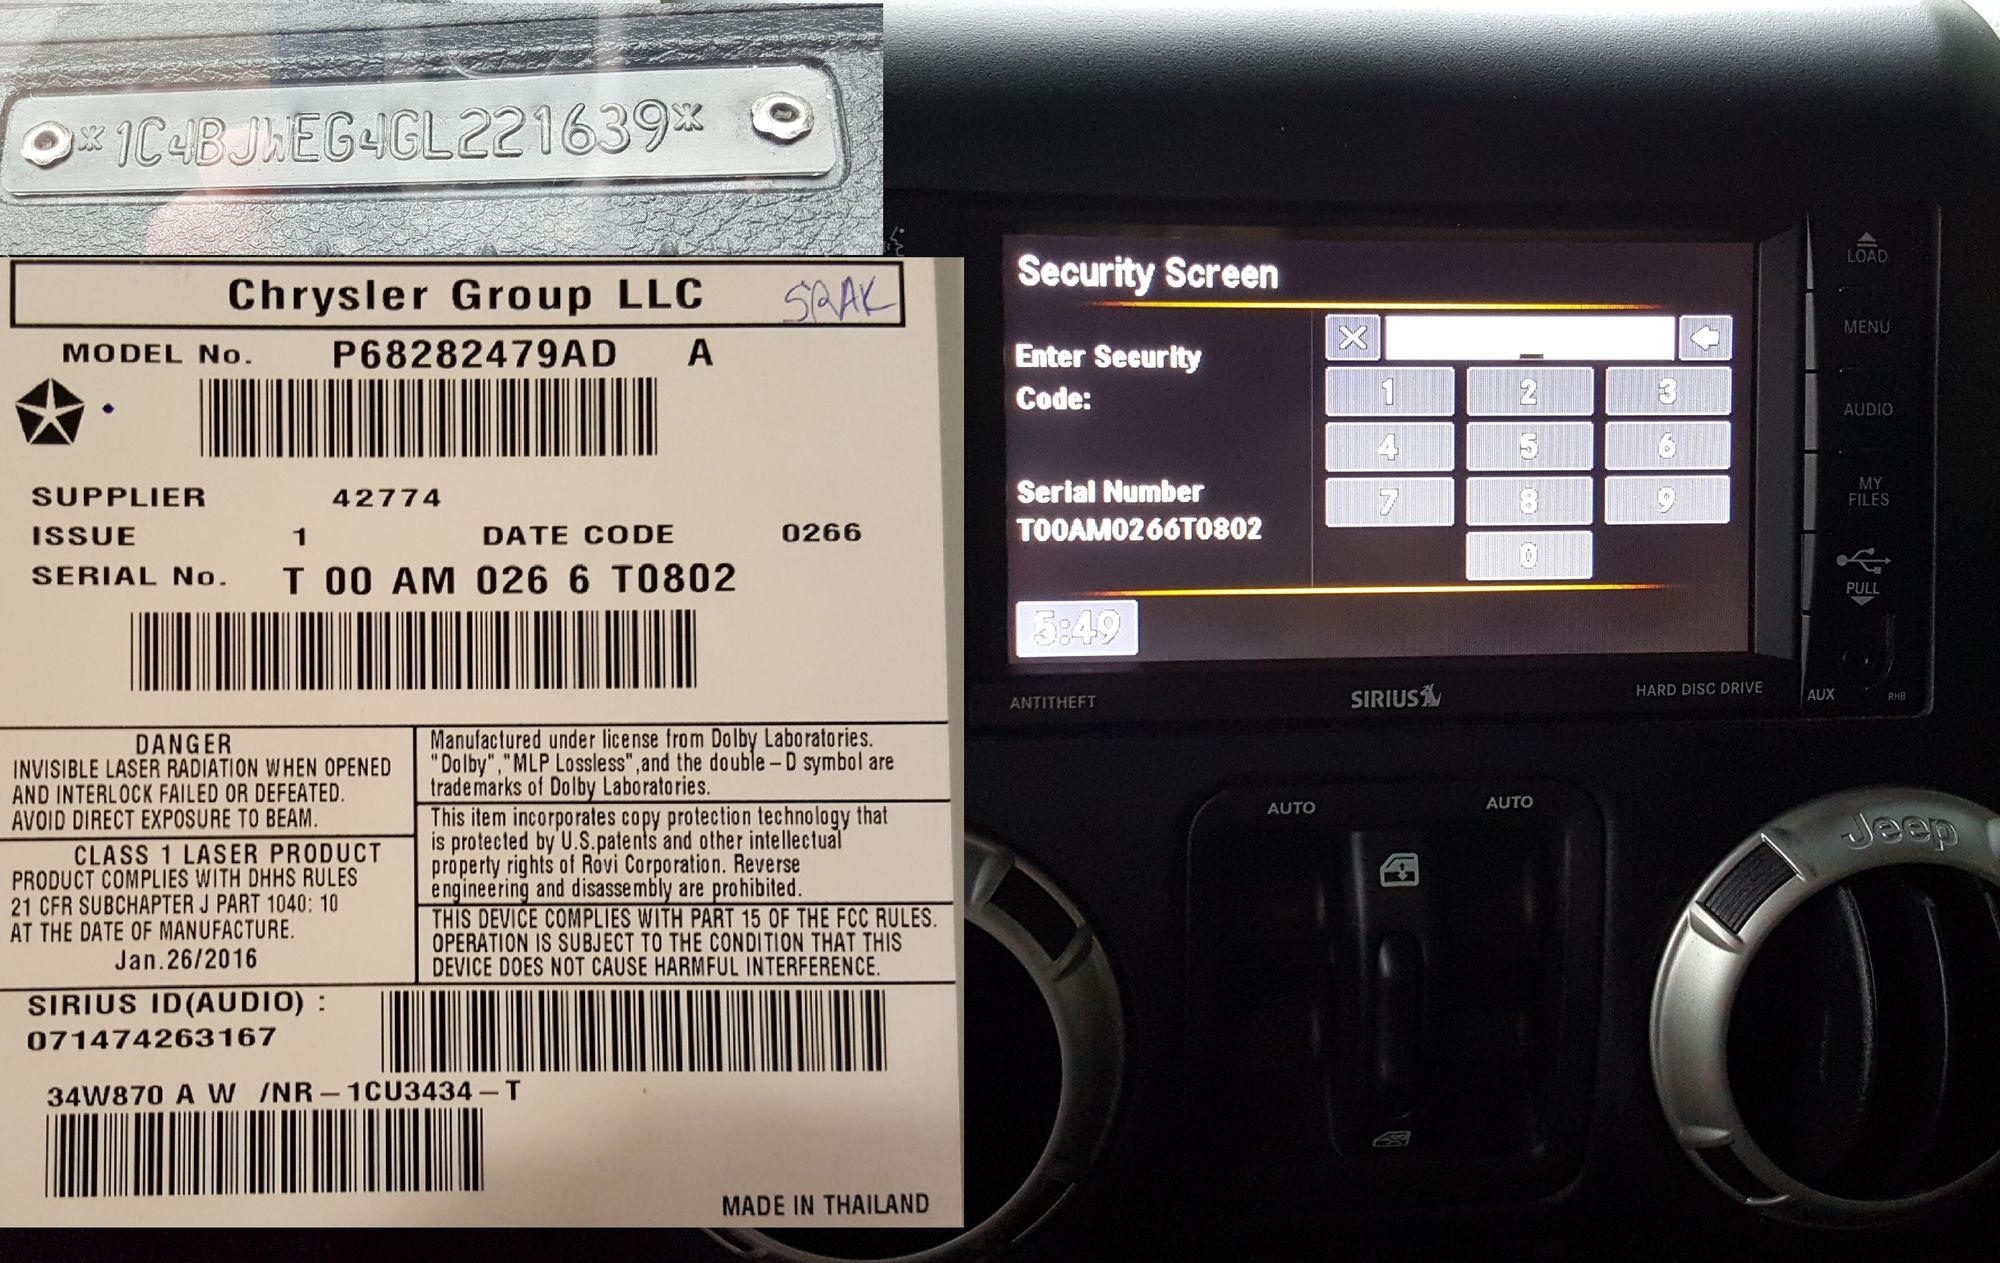 *1C4BJWEG4GL221639*
Chrysler Group LLC SRAK
MODEL No. P68282479AD A
SUPPLIER 42774
ISSUE 1 DATE CODE 0266
SERIAL No. T 00 AM 026 6 T0802
DANGER
INVISIBLE LASER RADIATION WHEN OPENED
AND INTERLOCK FAILED OR DEFEATED.
AVOID DIRECT EXPOSURE TO BEAM.
CLASS 1 LASER PRODUCT
PRODUCT COMPLIES WITH DHHS RULES
21 CFR SUBCHAPTER J PART 1040: 10
AT THE DATE OF MANUFACTURE.
Jan.26/2016
Manufactured under license from Dolby Laboratories.
"Dolby","MLP Lossless",and the double-D symbol are
trademarks of Dolby Laboratories.
This item incorporates copy protection technology that
is protected by U.S.patents and other intellectual
property rights of Rovi Corporation. Reverse
engineering and disassembly are prohibited.
THIS DEVICE COMPLIES WITH PART 15 OF THE FCC RULES.
OPERATION IS SUBJECT TO THE CONDITION THAT THIS
DEVICE DOES NOT CAUSE HARMFUL INTERFERENCE.
SIRIUS ID(AUDIO) :
071474263167
34W870 A W /NR-1CU3434-T
MADE IN THAILAND
Security Screen
Enter Security
Code:
Serial Number
T00AM0266T0802
1 2 3
4 5 6
7 8 9
0
5:49
LOAD
MENU
AUDIO
MY
FILES
PULL
ANTITHEFT
SIRIUS
HARD DISC DRIVE
AUX
RHB
AUTO
AUTO
Jeep